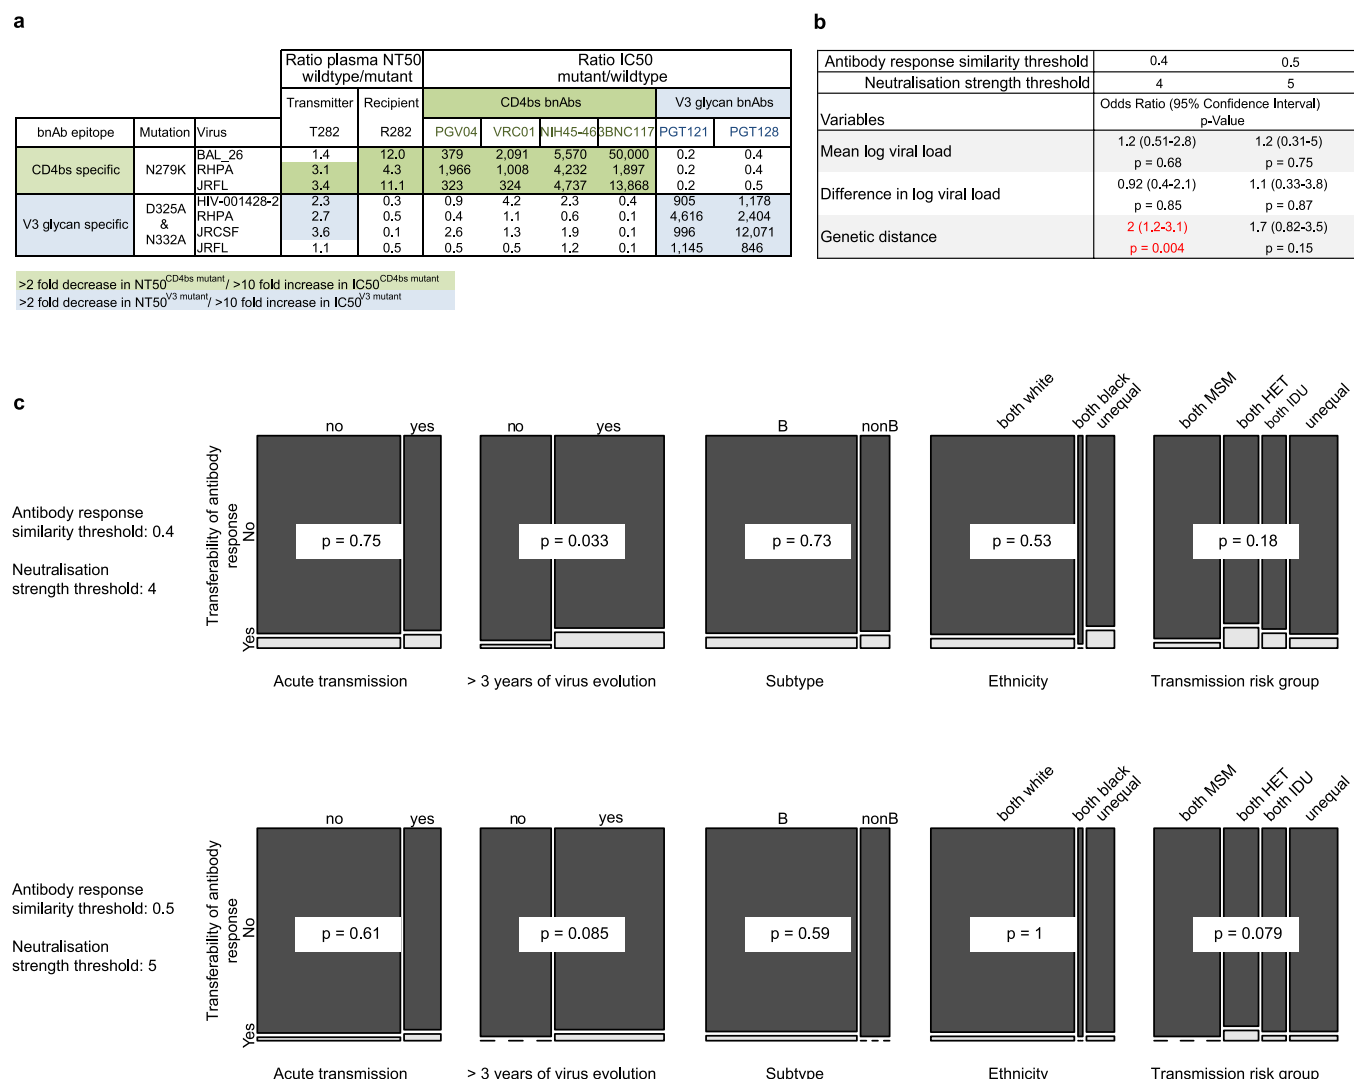 a
Ratio plasma NT50
wildtype/mutant
Ratio IC50
mutant/wildtype
Transmitter Recipient CD4bs bnAbs V3 glycan bnAbs
bnAb epitope Mutation Virus T282 R282 PGV04 VRC01 NIH45-46 3BNC117 PGT121 PGT128
CD4bs specific N279K
BAL_26 1.4 12.0 379 2,091 5,570 50,000 0.2 0.4
RHPA 3.1 4.3 1,966 1,008 4,232 1,897 0.2 0.4
JRFL 3.4 11.1 323 324 4,737 13,868 0.2 0.5
V3 glycan specific D325A & N332A
HIV-001428-2 2.3 0.3 0.9 4.2 2.3 0.4 905 1,178
RHPA 2.7 0.5 0.4 1.1 0.6 0.1 4,616 2,404
JRCSF 3.6 0.1 2.6 1.3 1.9 0.1 996 12,071
JRFL 1.1 0.5 0.5 0.5 1.2 0.1 1,145 846
>2 fold decrease in NT50CD4bs mutant/ >10 fold increase in IC50CD4bs mutant
>2 fold decrease in NT50V3 mutant/ >10 fold increase in IC50V3 mutant
b
Antibody response similarity threshold 0.4 0.5
Neutralisation strength threshold 4 5
Variables
Odds Ratio (95% Confidence Interval)
p-Value
Mean log viral load
1.2 (0.51-2.8) 1.2 (0.31-5)
p = 0.68 p = 0.75
Difference in log viral load
0.92 (0.4-2.1) 1.1 (0.33-3.8)
p = 0.85 p = 0.87
Genetic distance
2 (1.2-3.1) 1.7 (0.82-3.5)
p = 0.004 p = 0.15
c
Antibody response
similarity threshold: 0.4
Neutralisation
strength threshold: 4
Transferability of antibody
response
No
Yes
no yes
p = 0.75
Acute transmission
no yes
p = 0.033
> 3 years of virus evolution
B nonB
p = 0.73
Subtype
both white both black unequal
p = 0.53
Ethnicity
both MSM both HET both IDU unequal
p = 0.18
Transmission risk group
Antibody response
similarity threshold: 0.5
Neutralisation
strength threshold: 5
Transferability of antibody
response
No
Yes
no yes
p = 0.61
Acute transmission
no yes
p = 0.085
> 3 years of virus evolution
B nonB
p = 0.59
Subtype
both white both black unequal
p = 1
Ethnicity
both MSM both HET both IDU unequal
p = 0.079
Transmission risk group